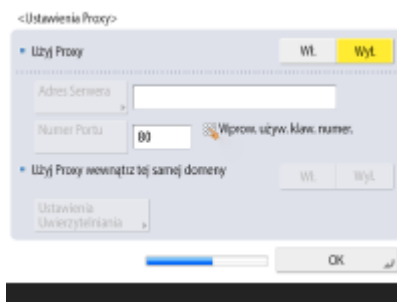 <Ustawienia Proxy>
Użyj Proxy
Wł.
Wył.
Adres Serwera
Numer Portu
80
Wprow. używ. klaw. numer.
Użyj Proxy wewnątrz tej samej domeny
Wł.
Wył.
Ustawienia
Uwierzytelniania
OK